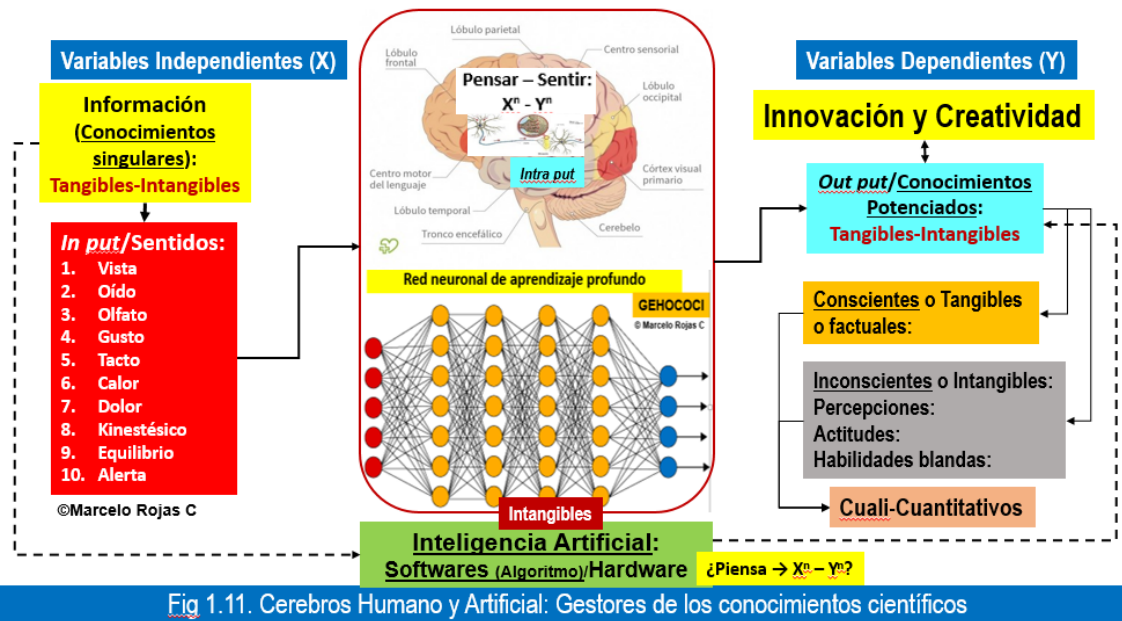 Variables Independientes (X)
Información
(Conocimientos
singulares):
Tangibles-Intangibles
In put/Sentidos:
1. Vista
2. Oído
3. Olfato
4. Gusto
5. Tacto
6. Calor
7. Dolor
8. Kinestésico
9. Equilibrio
10. Alerta
©Marcelo Rojas C
Lóbulo parietal
Lóbulo
frontal
Centro sensorial
Pensar – Sentir:
Xⁿ - Yⁿ
Lóbulo
occipital
Intra put
Centro motor
del lenguaje
Córtex visual
primario
Lóbulo temporal
Tronco encefálico
Cerebelo
Red neuronal de aprendizaje profundo
GEHOCOCI
© Marcelo Rojas C
Intangibles
Inteligencia Artificial:
Softwares (Algoritmo)/Hardware
¿Piensa → Xⁿ – Yⁿ?
Variables Dependientes (Y)
Innovación y Creatividad
Out put/Conocimientos
Potenciados:
Tangibles-Intangibles
Conscientes o Tangibles
o factuales:
Inconscientes o Intangibles:
Percepciones:
Actitudes:
Habilidades blandas:
Cuali-Cuantitativos
Fig 1.11. Cerebros Humano y Artificial: Gestores de los conocimientos científicos